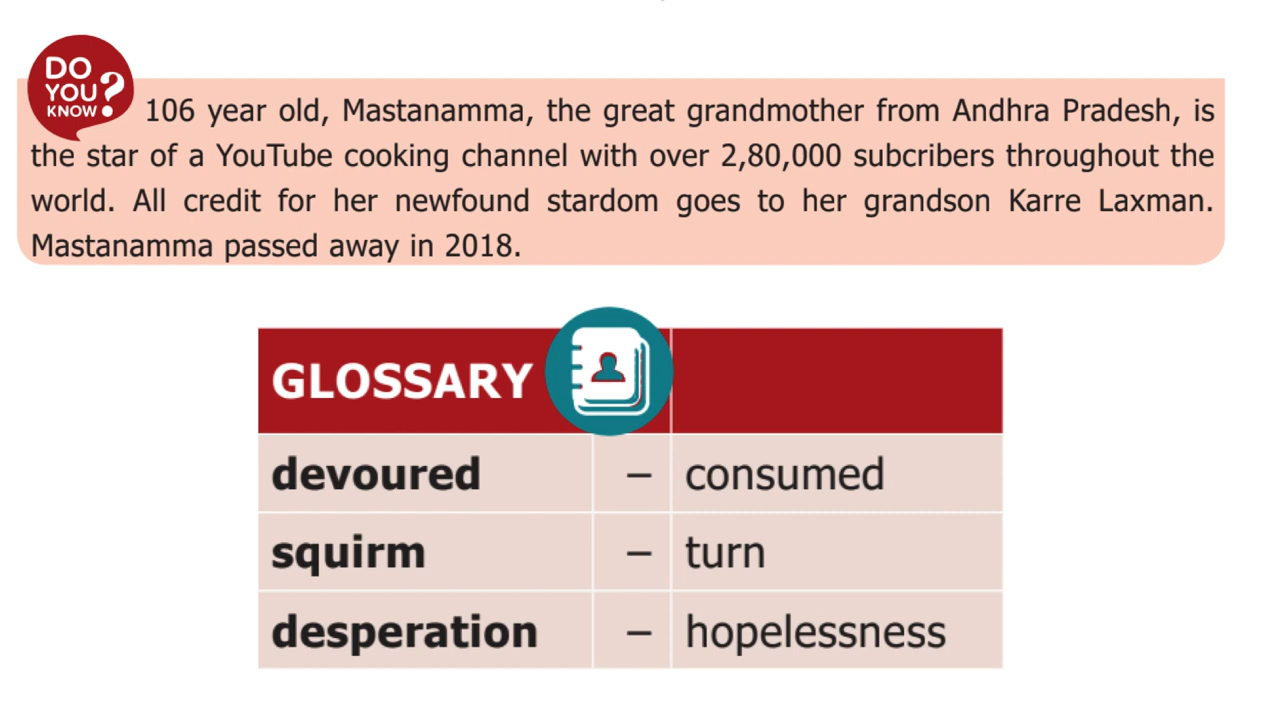 DO
YOU
KNOW ?
106 year old, Mastanamma, the great grandmother from Andhra Pradesh, is
the star of a YouTube cooking channel with over 2,80,000 subcribers throughout the
world. All credit for her newfound stardom goes to her grandson Karre Laxman.
Mastanamma passed away in 2018.
GLOSSARY
devoured – consumed
squirm – turn
desperation – hopelessness